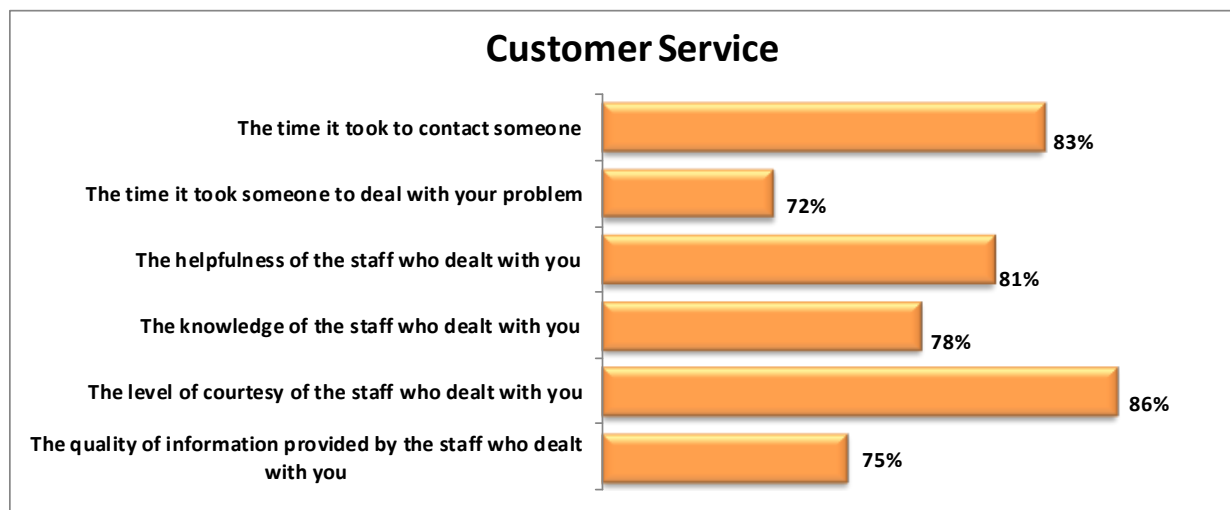 Customer Service
The time it took to contact someone
83%
The time it took someone to deal with your problem
72%
The helpfulness of the staff who dealt with you
81%
The knowledge of the staff who dealt with you
78%
The level of courtesy of the staff who dealt with you
86%
The quality of information provided by the staff who dealt
with you
75%